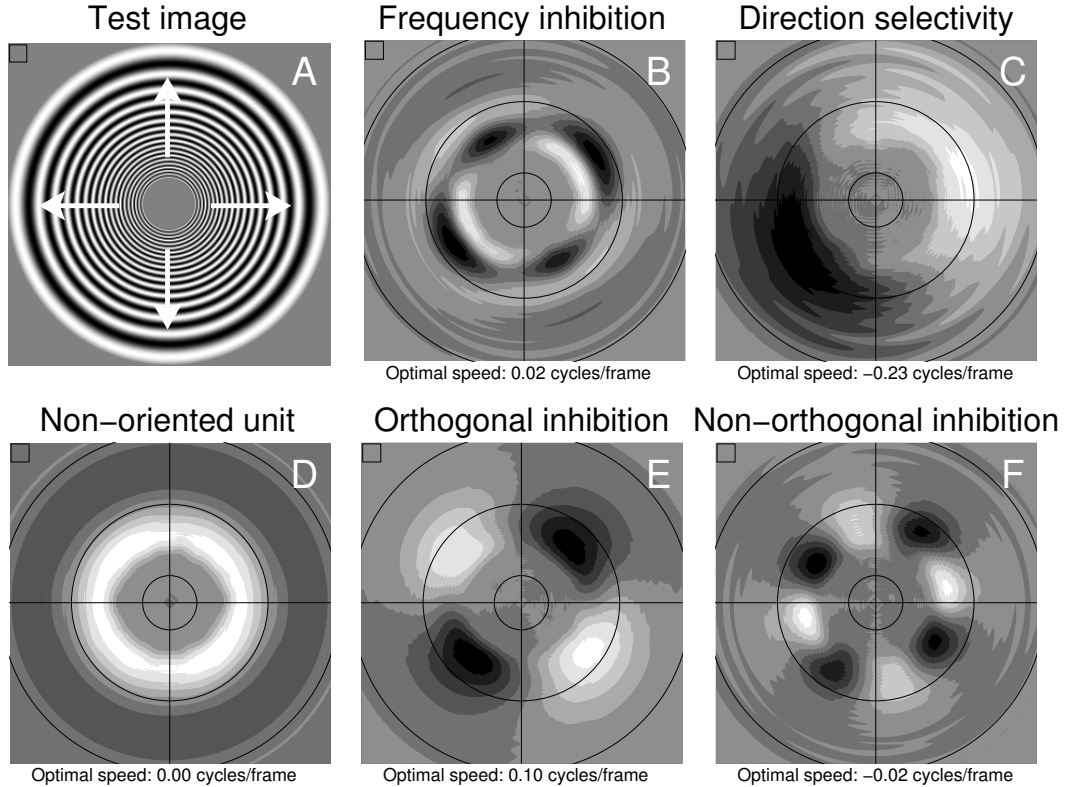 Test image
Frequency inhibition
Direction selectivity
A
B
C
Optimal speed: 0.02 cycles/frame
Optimal speed: −0.23 cycles/frame
Non−oriented unit
Orthogonal inhibition
Non−orthogonal inhibition
D
E
F
Optimal speed: 0.00 cycles/frame
Optimal speed: 0.10 cycles/frame
Optimal speed: −0.02 cycles/frame